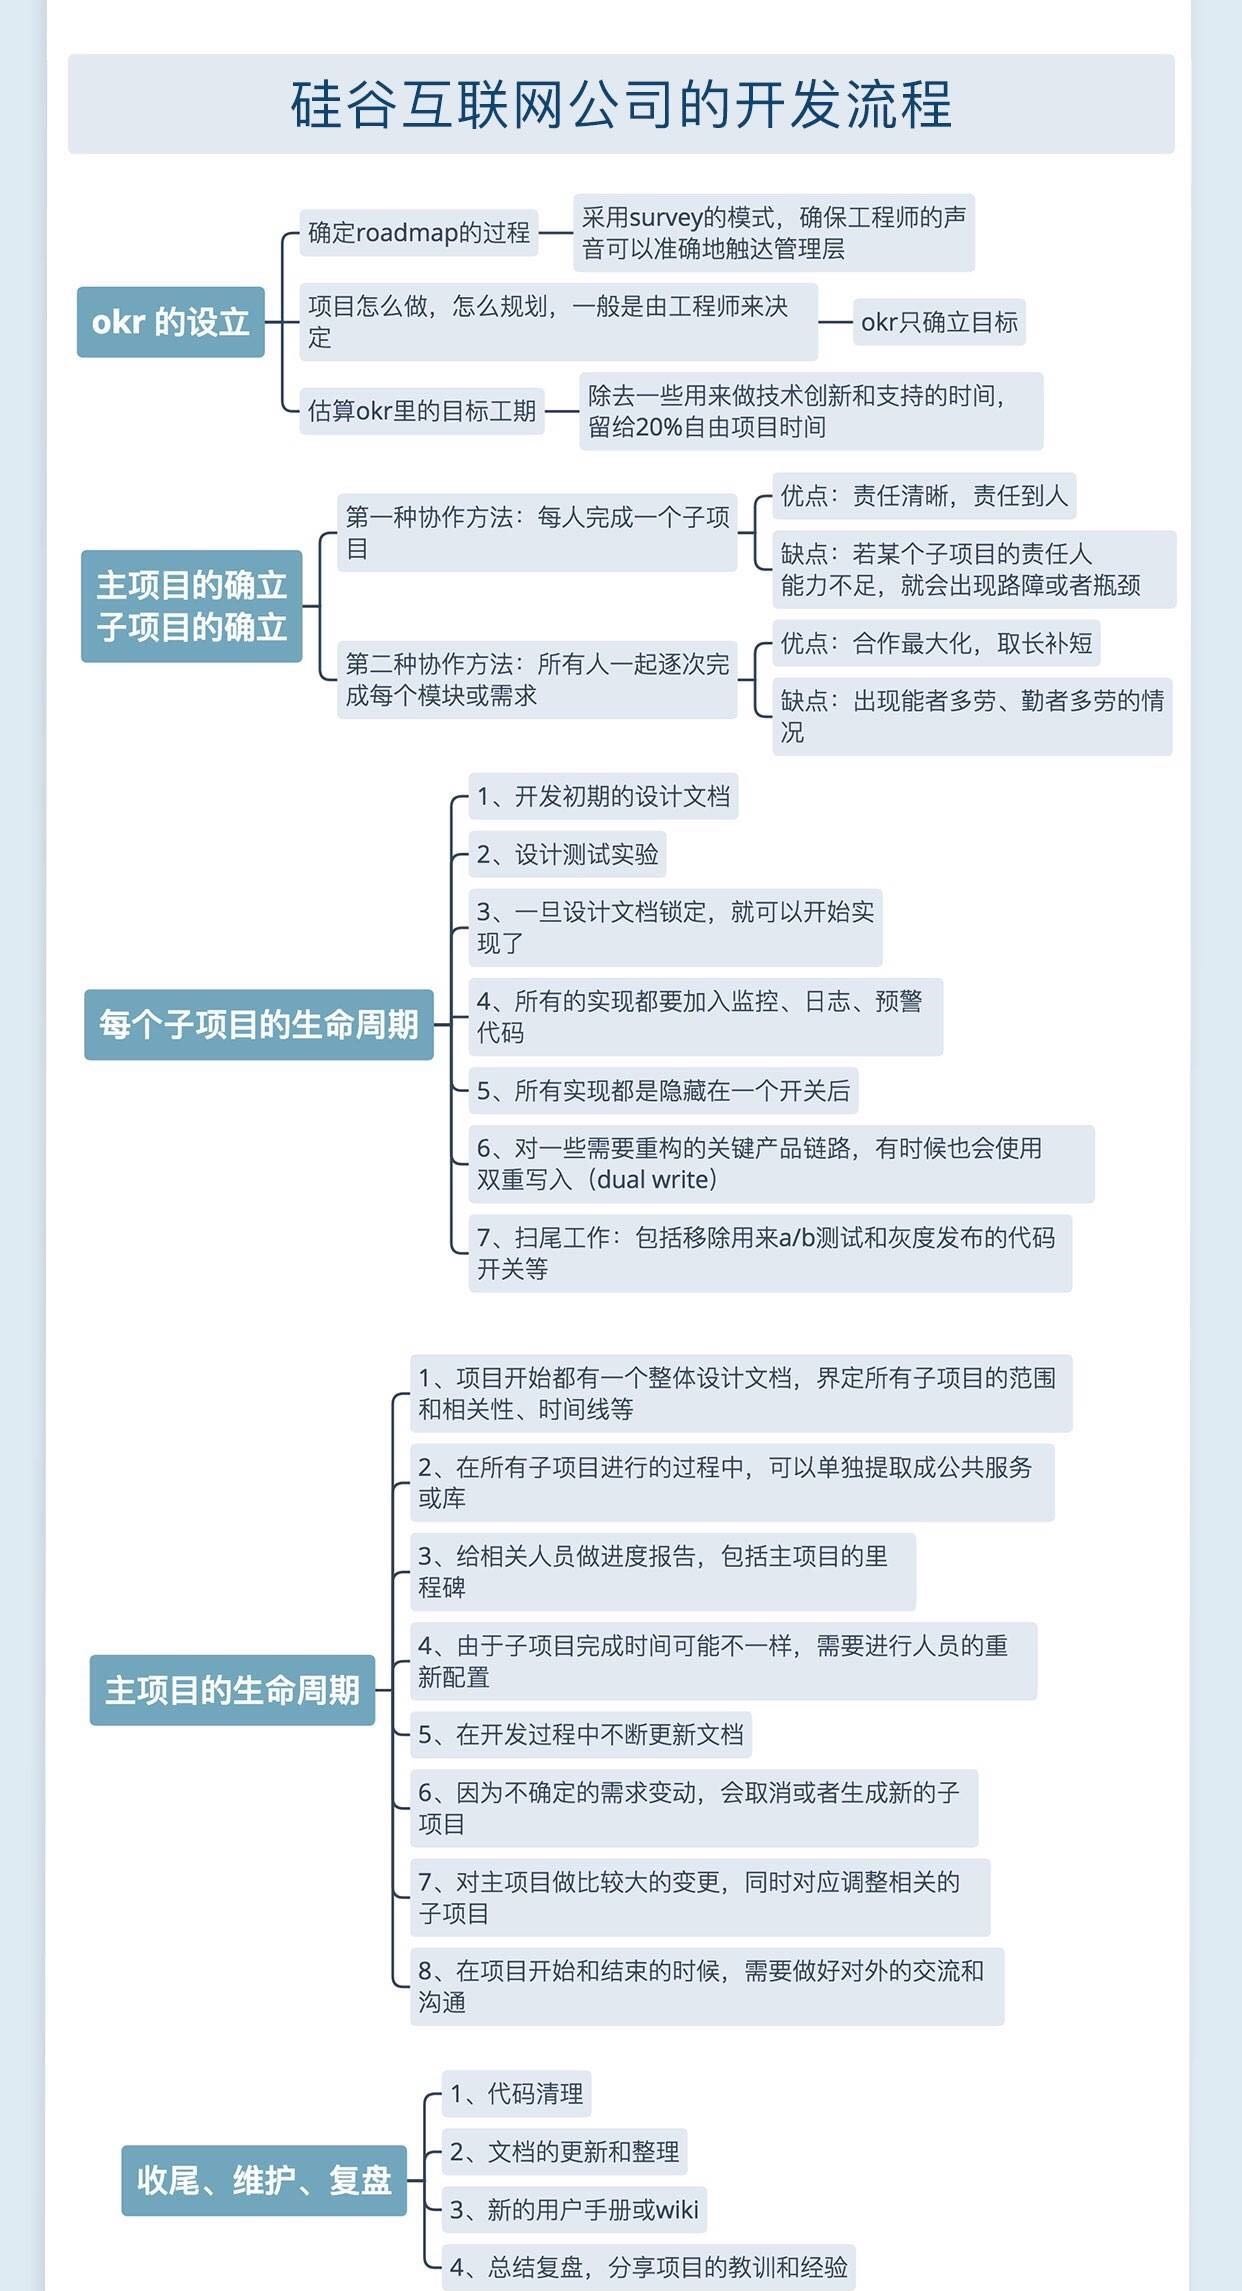 硅谷互联网公司的开发流程
okr 的设立
确定roadmap的过程
采用survey的模式，确保工程师的声
音可以准确地触达管理层
项目怎么做，怎么规划，一般是由工程师来决
定
okr只确立目标
估算okr里的目标工期
除去一些用来做技术创新和支持的时间，
留给20%自由项目时间
主项目的确立
子项目的确立
第一种协作方法：每人完成一个子项
目
优点：责任清晰，责任到人
缺点：若某个子项目的责任人
能力不足，就会出现路障或者瓶颈
第二种协作方法：所有人一起逐次完
成每个模块或需求
优点：合作最大化，取长补短
缺点：出现能者多劳、勤者多劳的情
况
每个子项目的生命周期
1、开发初期的设计文档
2、设计测试实验
3、一旦设计文档锁定，就可以开始实
现了
4、所有的实现都要加入监控、日志、预警
代码
5、所有实现都是隐藏在一个开关后
6、对一些需要重构的关键产品链路，有时候也会使用
双重写入（dual write）
7、扫尾工作：包括移除用来a/b测试和灰度发布的代码
开关等
主项目的生命周期
1、项目开始都有一个整体设计文档，界定所有子项目的范围
和相关性、时间线等
2、在所有子项目进行的过程中，可以单独提取成公共服务
或库
3、给相关人员做进度报告，包括主项目的里
程碑
4、由于子项目完成时间可能不一样，需要进行人员的重
新配置
5、在开发过程中不断更新文档
6、因为不确定的需求变动，会取消或者生成新的子
项目
7、对主项目做比较大的变更，同时对应调整相关的
子项目
8、在项目开始和结束的时候，需要做好对外的交流和
沟通
收尾、维护、复盘
1、代码清理
2、文档的更新和整理
3、新的用户手册或wiki
4、总结复盘，分享项目的教训和经验